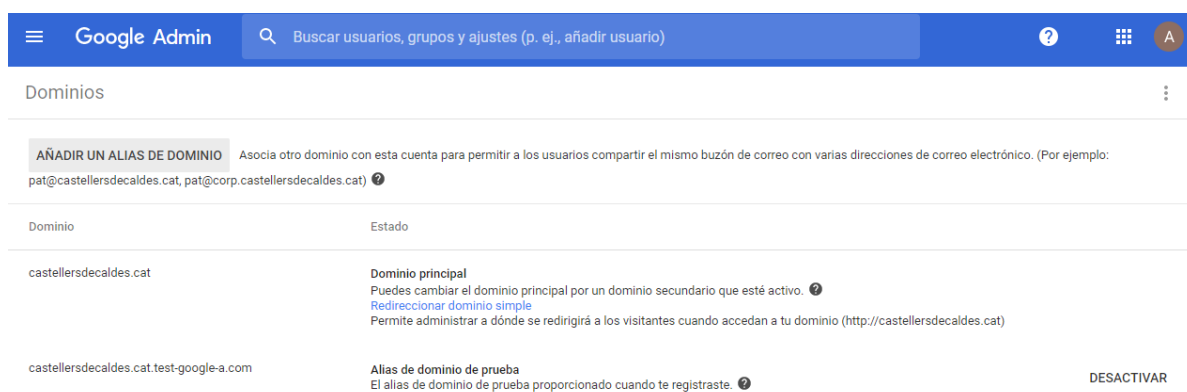 Google Admin
Buscar usuarios, grupos y ajustes (p. ej., añadir usuario)
?
A
Dominios
AÑADIR UN ALIAS DE DOMINIO Asocia otro dominio con esta cuenta para permitir a los usuarios compartir el mismo buzón de correo con varias direcciones de correo electrónico. (Por ejemplo:
pat@castellersdecaldes.cat, pat@corp.castellersdecaldes.cat) ?
Dominio
Estado
castellersdecaldes.cat
Dominio principal
Puedes cambiar el dominio principal por un dominio secundario que esté activo. ?
Redireccionar dominio simple
Permite administrar a dónde se redirigirá a los visitantes cuando accedan a tu dominio (http://castellersdecaldes.cat)
castellersdecaldes.cat.test-google-a.com
Alias de dominio de prueba
El alias de dominio de prueba proporcionado cuando te registraste. ?
DESACTIVAR